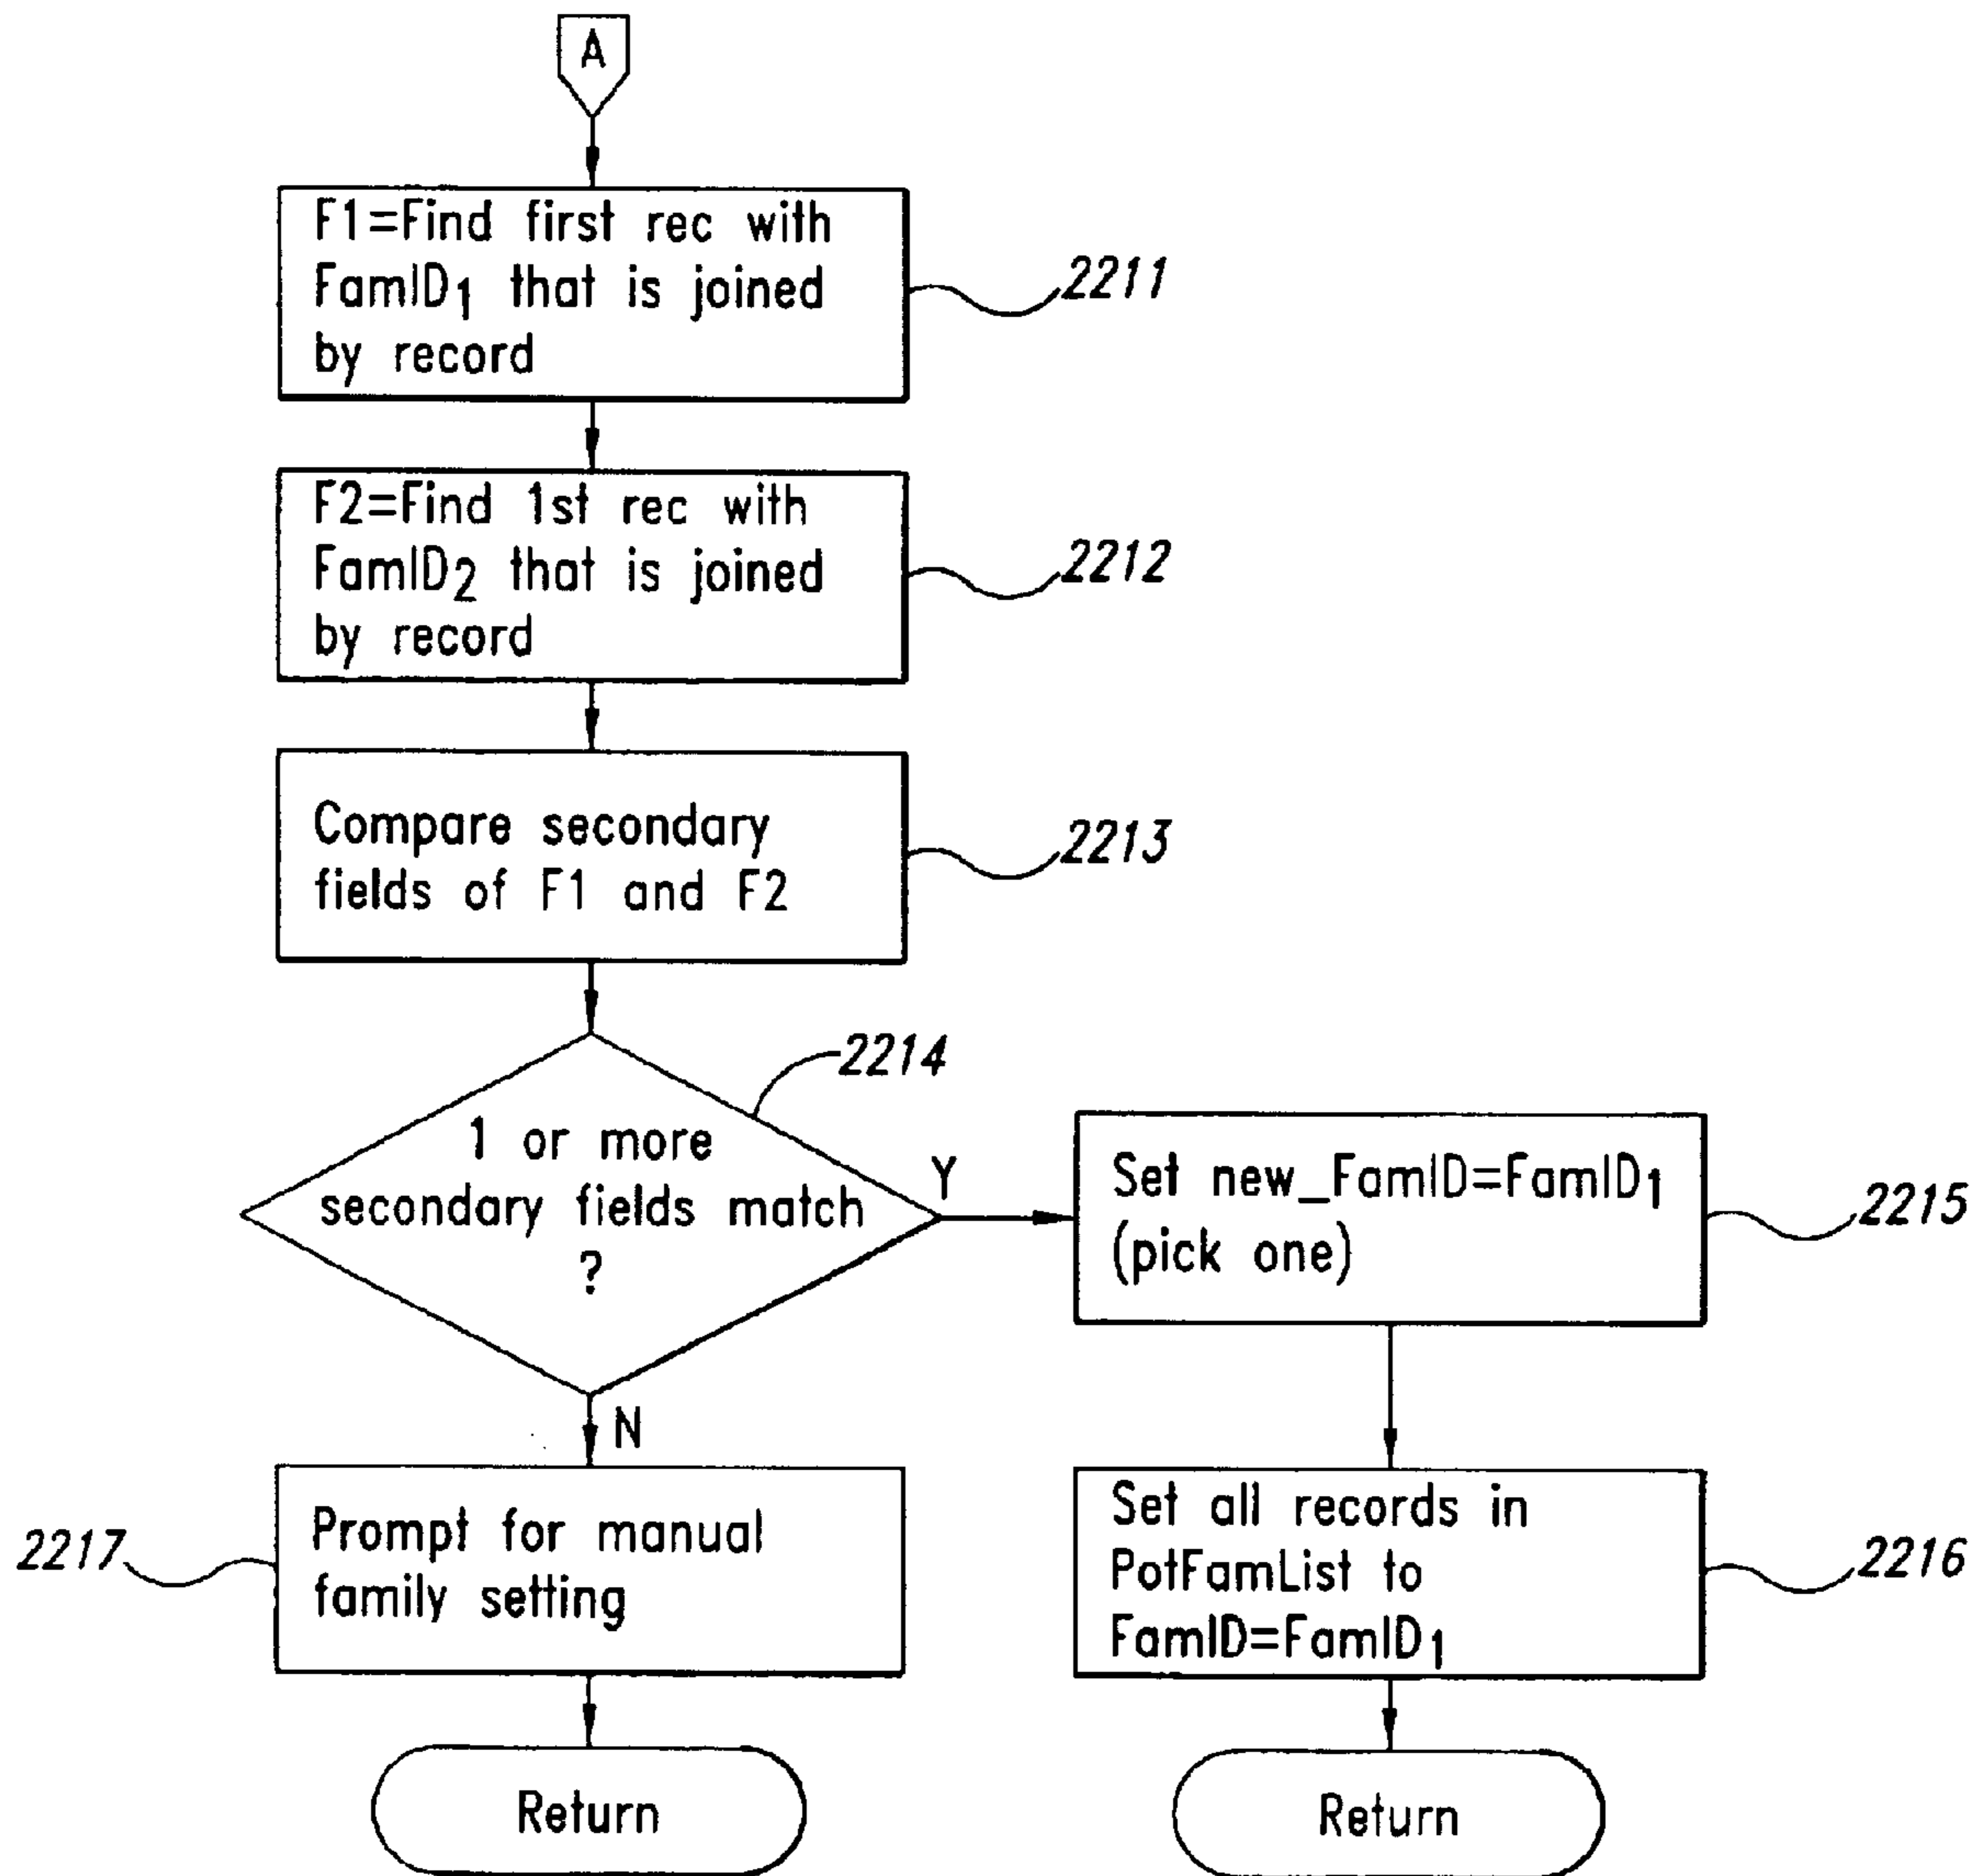 A
F1=Find first rec with
FamID1 that is joined
by record
2211
F2=Find 1st rec with
FamID2 that is joined
by record
2212
Compare secondary
fields of F1 and F2
2213
2214
1 or more
secondary fields match
?
Y
Set new_FamID=FamID1
(pick one)
2215
N
Prompt for manual
family setting
2217
Set all records in
PotFamList to
FamID=FamID1
2216
Return
Return